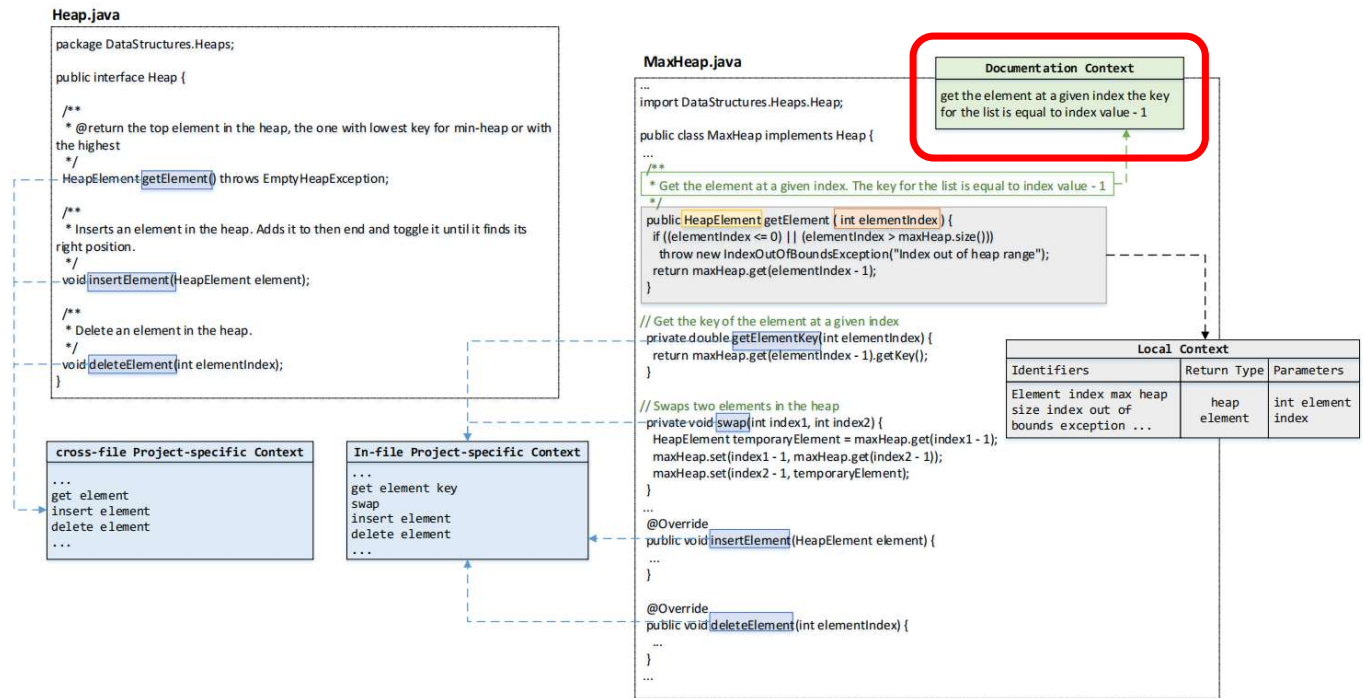 Heap.java
package DataStructures.Heaps;
public interface Heap {
/**
* @return the top element in the heap, the one with lowest key for min-heap or with
the highest
*/
HeapElement getElement() throws EmptyHeapException;
/**
* Inserts an element in the heap. Adds it to then end and toggle it until it finds its
right position.
*/
void insertElement(HeapElement element);
/**
* Delete an element in the heap.
*/
void deleteElement(int elementIndex);
}
cross-file Project-specific Context
...
get element
insert element
delete element
...
In-file Project-specific Context
...
get element key
swap
insert element
delete element
...
MaxHeap.java
...
import DataStructures.Heaps.Heap;
public class MaxHeap implements Heap {
...
/**
* Get the element at a given index. The key for the list is equal to index value - 1
*/
public HeapElement getElement ( int elementIndex ) {
if ((elementIndex <= 0) || (elementIndex > maxHeap.size()))
throw new IndexOutOfBoundsException("Index out of heap range");
return maxHeap.get(elementIndex - 1);
}
// Get the key of the element at a given index
private double getElementKey(int elementIndex) {
return maxHeap.get(elementIndex - 1).getKey();
}
// Swaps two elements in the heap
private void swap(int index1, int index2) {
HeapElement temporaryElement = maxHeap.get(index1 - 1);
maxHeap.set(index1 - 1, maxHeap.get(index2 - 1));
maxHeap.set(index2 - 1, temporaryElement);
}
...
@Override
public void insertElement(HeapElement element) {
...
}
@Override
public void deleteElement(int elementIndex) {
...
}
...
Documentation Context
get the element at a given index the key
for the list is equal to index value - 1
Local Context
Identifiers Return Type Parameters
Element index max heap
size index out of
bounds exception ...
heap
element
int element
index